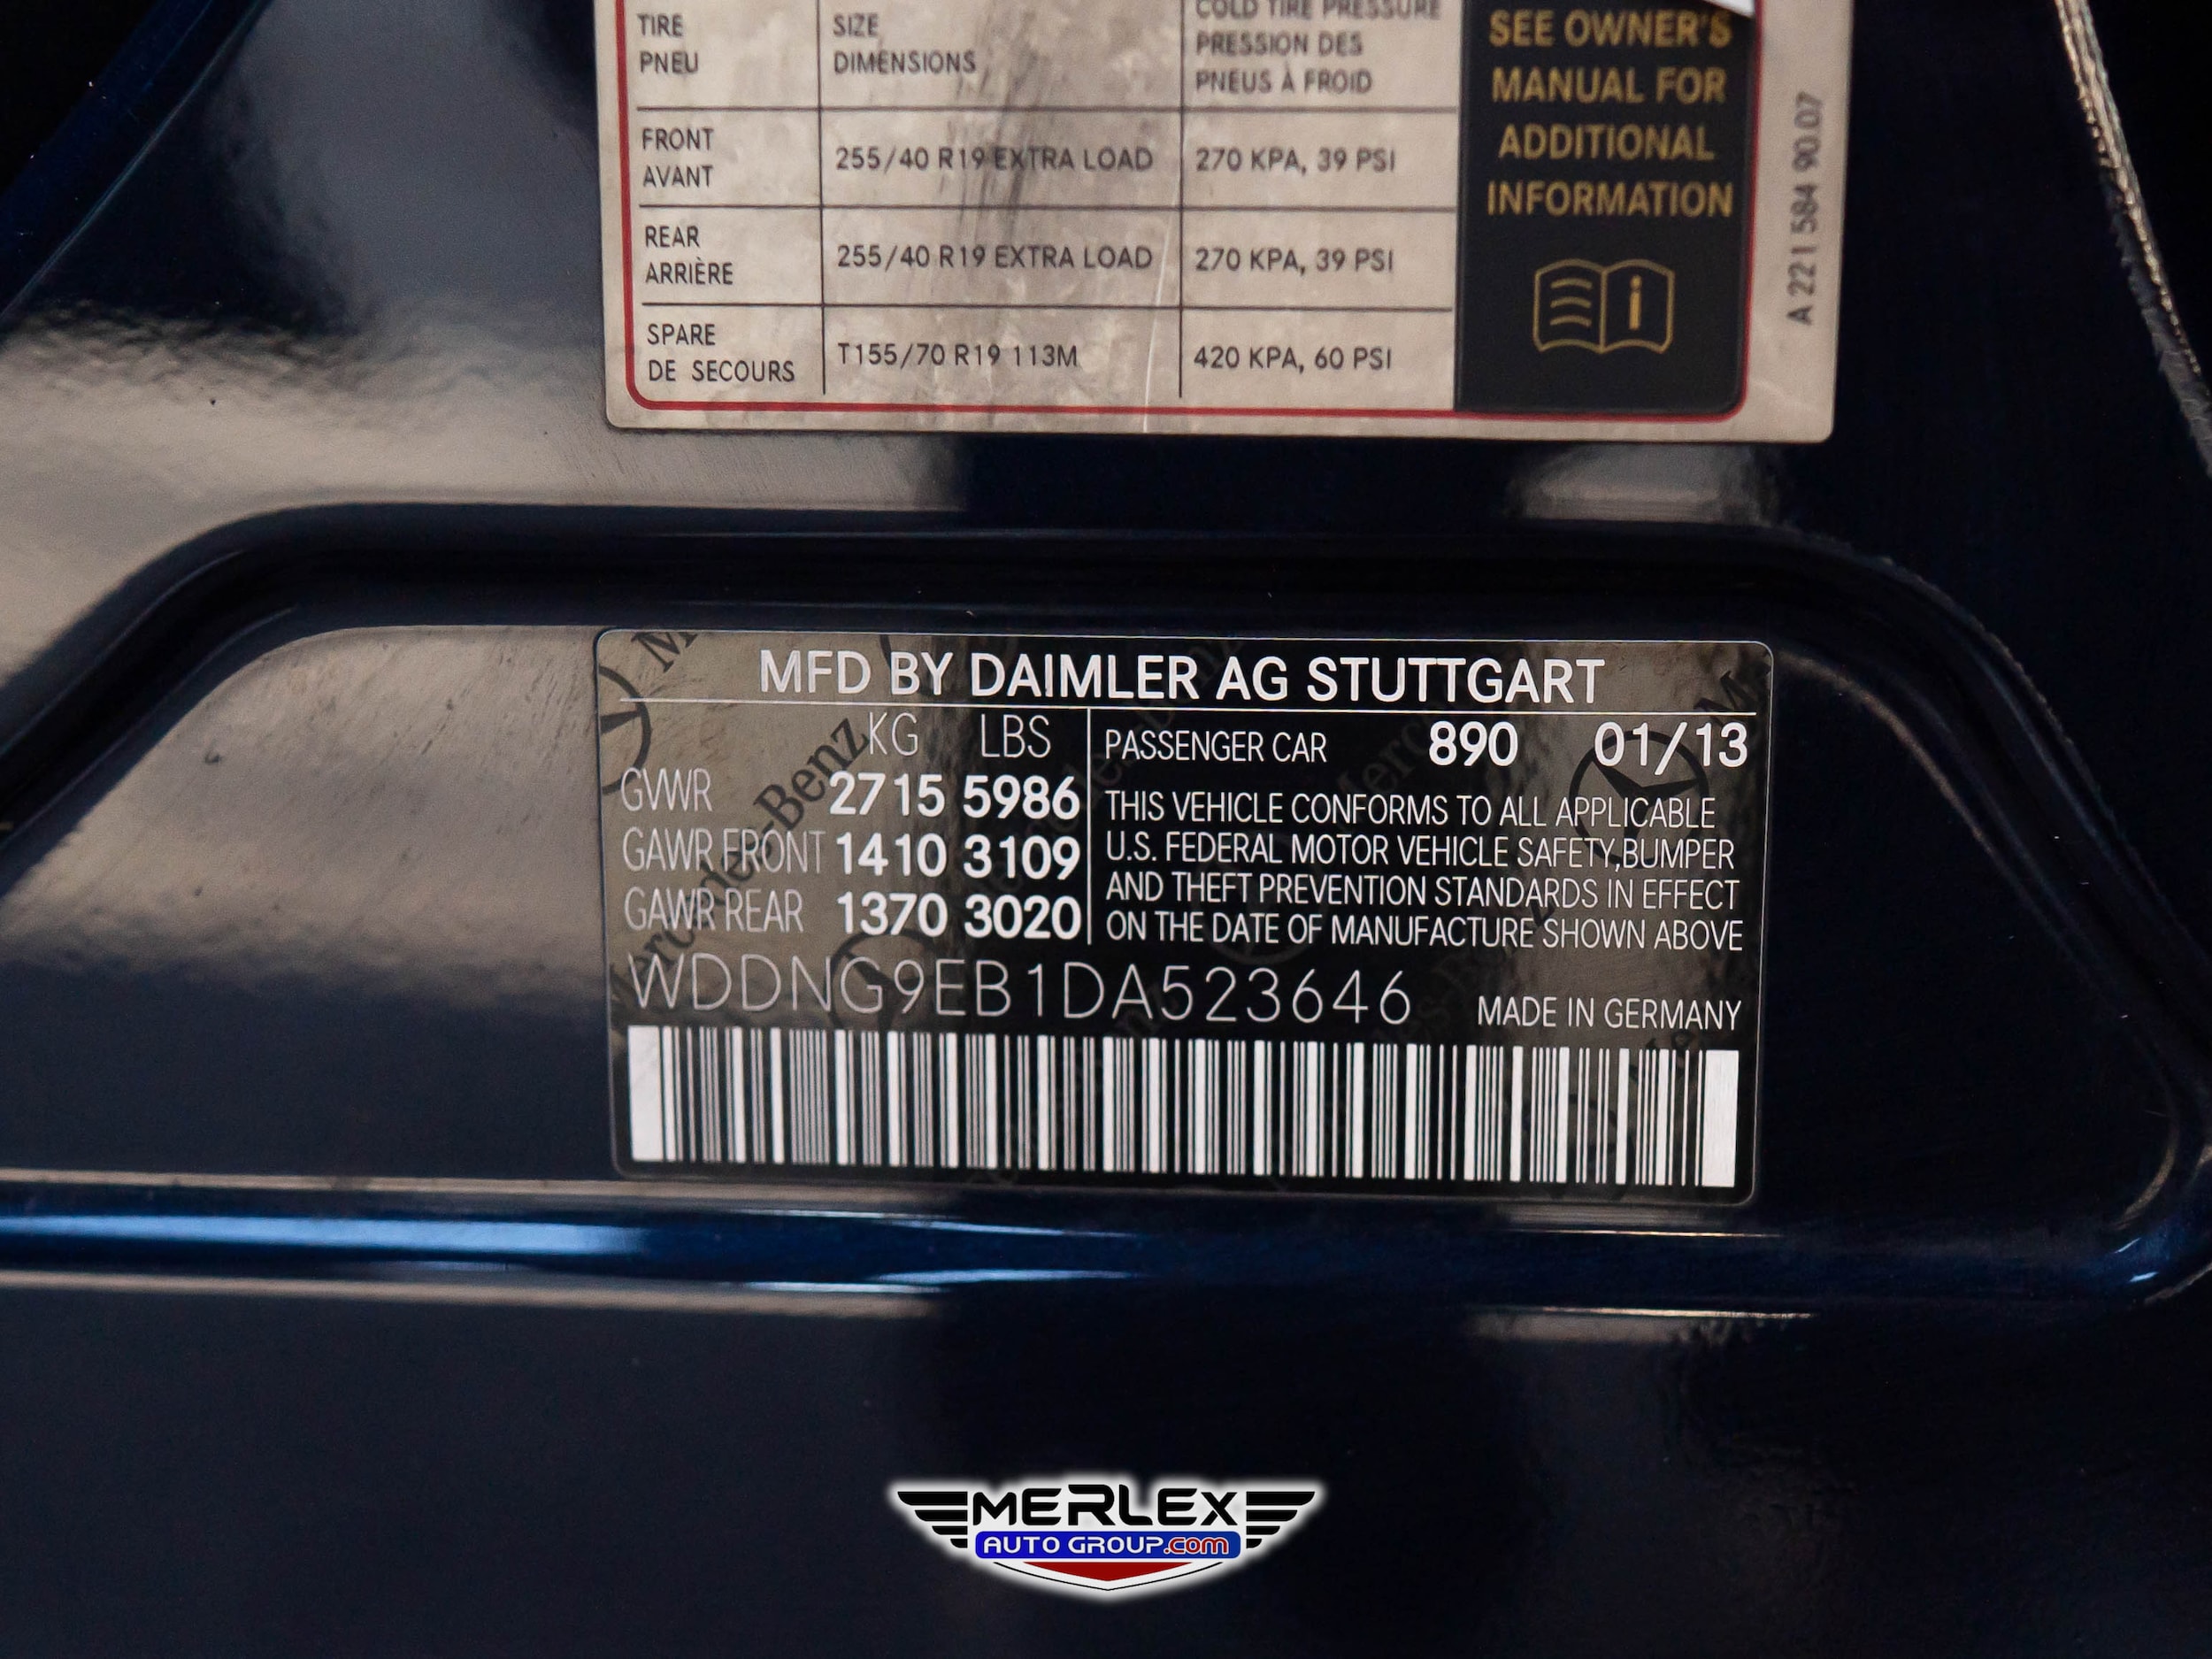 TIRE SIZE COLD TIRE PRESSURE
PNEU DIMENSIONS PRESSION DES
PNEUS À FROID
FRONT
AVANT 255/40 R19 EXTRA LOAD 270 KPA, 39 PSI
REAR
ARRIÈRE 255/40 R19 EXTRA LOAD 270 KPA, 39 PSI
SPARE
DE SECOURS T155/70 R19 113M 420 KPA, 60 PSI
SEE OWNER'S
MANUAL FOR
ADDITIONAL
INFORMATION
i
A 221 584 90 07
MFD BY DAIMLER AG STUTTGART
KG LBS
GVWR 2715 5986
GAWR FRONT 1410 3109
GAWR REAR 1370 3020
PASSENGER CAR 890 01/13
THIS VEHICLE CONFORMS TO ALL APPLICABLE
U.S. FEDERAL MOTOR VEHICLE SAFETY,BUMPER
AND THEFT PREVENTION STANDARDS IN EFFECT
ON THE DATE OF MANUFACTURE SHOWN ABOVE
WDDNG9EB1DA523646 MADE IN GERMANY
Mercedes-Benz
MERLEX
AUTO GROUP.com